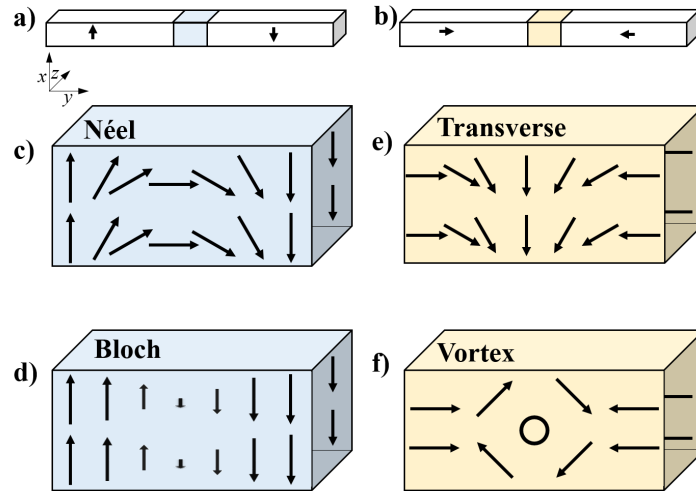 a)
b)
x
z
y
Néel
c)
Transverse
e)
Bloch
d)
Vortex
f)